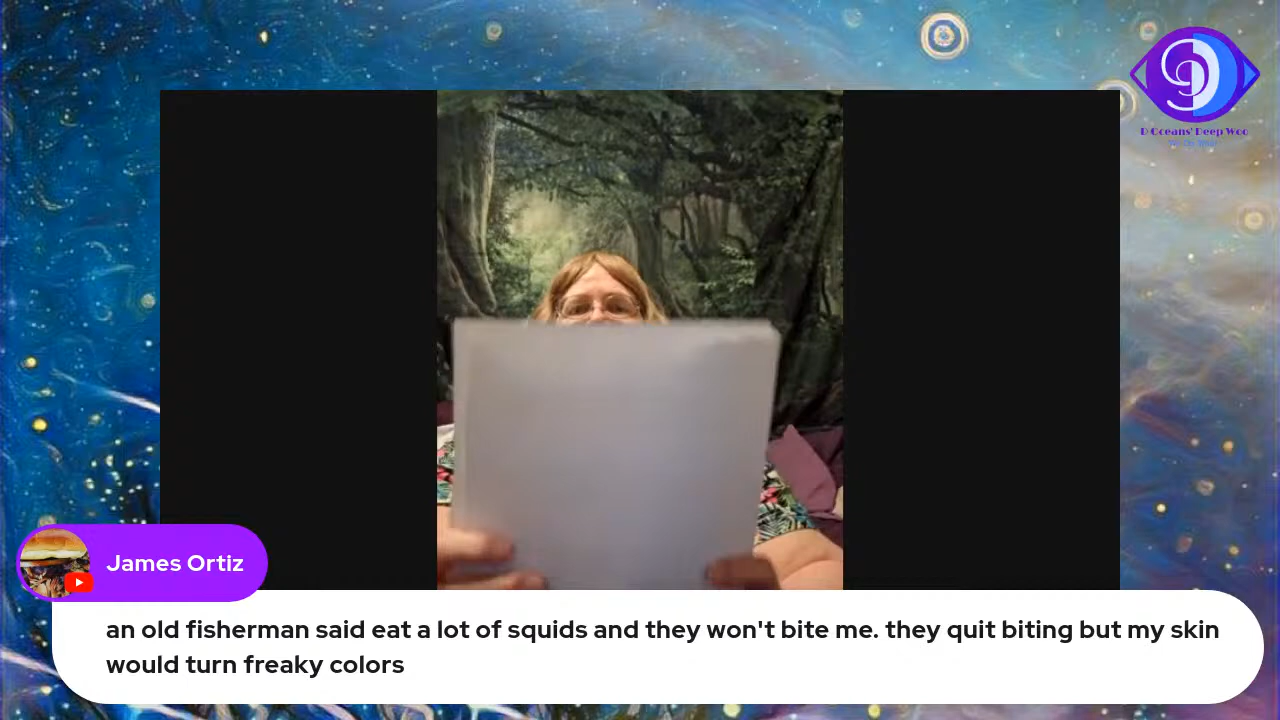 D Oceans' Deep Woo
James Ortiz
an old fisherman said eat a lot of squids and they won't bite me. they quit biting but my skin
would turn freaky colors